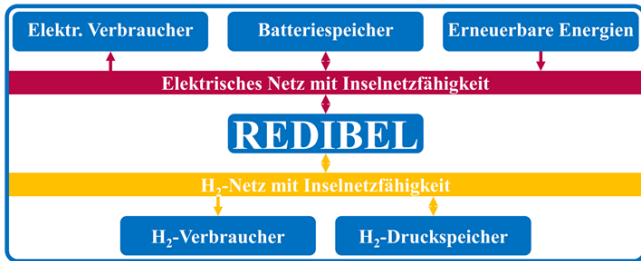 Elektr. Verbraucher
Batteriespeicher
Erneuerbare Energien
Elektrisches Netz mit Inselnetzfähigkeit
REDIBEL
H₂-Netz mit Inselnetzfähigkeit
H₂-Verbraucher
H₂-Druckspeicher